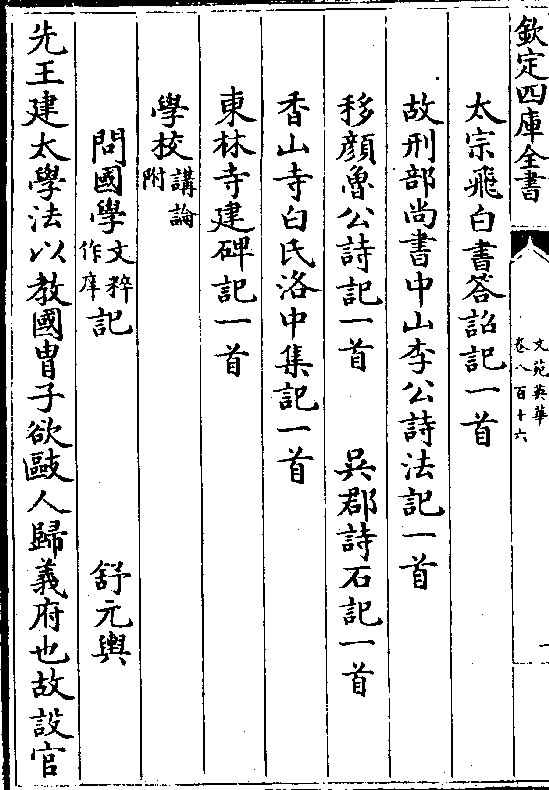 欽定四庫全書
文苑英華
卷八百十六
一
太宗飛白書答詔記一首
故刑部尚書中山李公詩法記一首
移顔魯公詩記一首　吳郡詩石記一首
香山寺白氏洛中集記一首
東林寺建碑記一首
學校講論附
問國學文粹作庠記　舒元輿
先王建太學法以教國胄子欲敺人歸義府也故設官